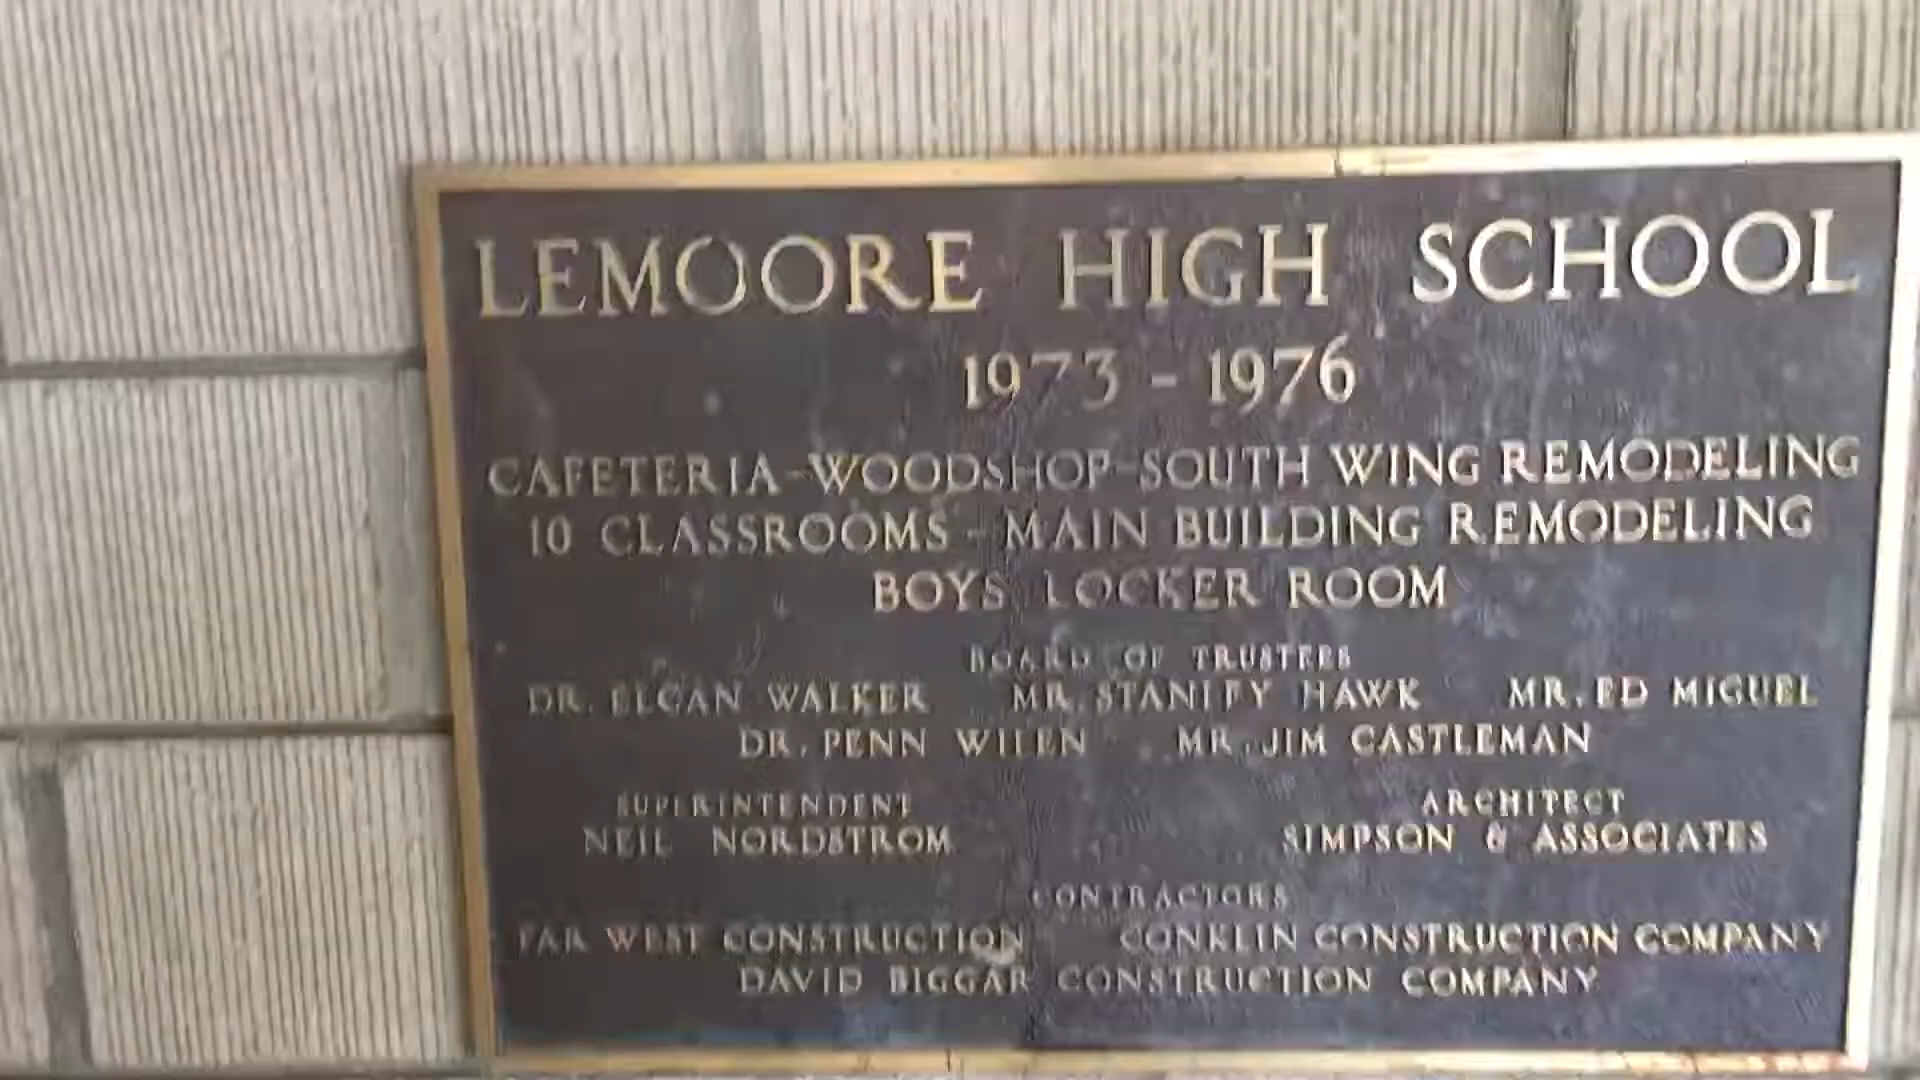 LEMOORE HIGH SCHOOL
1973 - 1976
CAFETERIA-WOODSHOP-SOUTH WING REMODELING
10 CLASSROOMS - MAIN BUILDING REMODELING
BOYS LOCKER ROOM
BOARD OF TRUSTEES
DR. ELGAN WALKER MR. STANLEY HAWK MR. ED MIGUEL
DR. PENN MR. JIM CASTLEMAN
SUPERINTENDENT ARCHITECT
NEIL NORDSTROM SIMPSON & ASSOCIATES
CONTRACTORS
FAR WEST CONSTRUCTION CONKLIN CONSTRUCTION COMPANY
DAVID BIGGAR CONSTRUCTION COMPANY